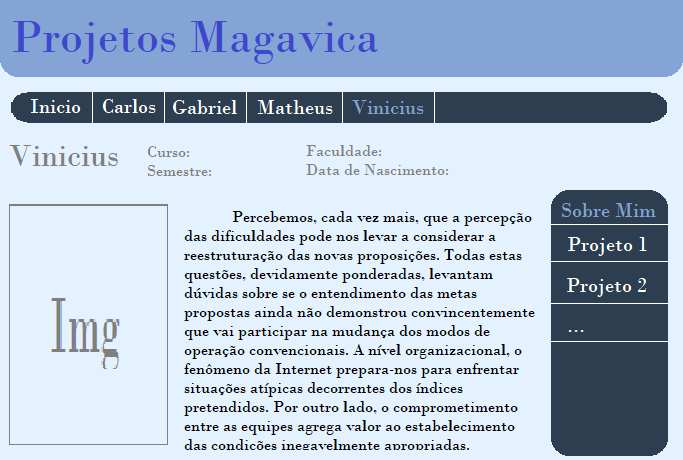 Projetos Magavica
Inicio Carlos Gabriel Matheus Vinicius
Vinicius
Curso:
Semestre:
Faculdade:
Data de Nascimento:
Img
Percebemos, cada vez mais, que a percepção
das dificuldades pode nos levar a considerar a
reestruturação das novas proposições. Todas estas
questões, devidamente ponderadas, levantam
dúvidas sobre se o entendimento das metas
propostas ainda não demonstrou convincentemente
que vai participar na mudança dos modos de
operação convencionais. A nível organizacional, o
fenômeno da Internet prepara-nos para enfrentar
situações atípicas decorrentes dos índices
pretendidos. Por outro lado, o comprometimento
entre as equipes agrega valor ao estabelecimento
das condições inegavelmente apropriadas.
Sobre Mim
Projeto 1
Projeto 2
...